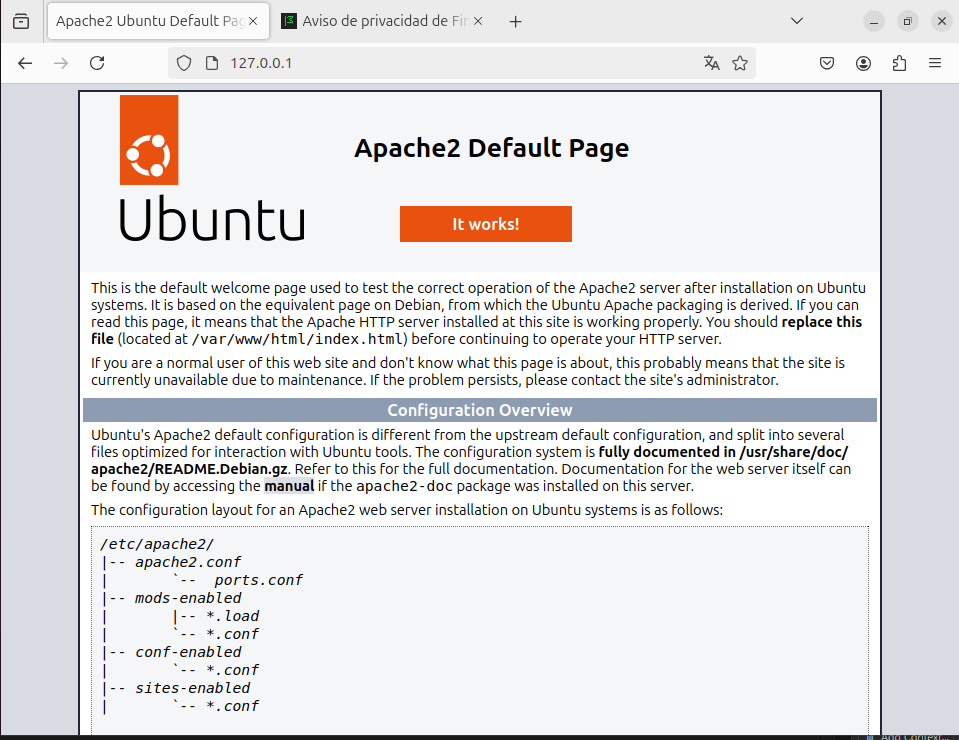 Apache2 Ubuntu Default Pag
Aviso de privacidad de Fir
127.0.0.1
Apache2 Default Page
Ubuntu
It works!
This is the default welcome page used to test the correct operation of the Apache2 server after installation on Ubuntu
systems. It is based on the equivalent page on Debian, from which the Ubuntu Apache packaging is derived. If you can
read this page, it means that the Apache HTTP server installed at this site is working properly. You should replace this
file (located at /var/www/html/index.html) before continuing to operate your HTTP server.
If you are a normal user of this web site and don't know what this page is about, this probably means that the site is
currently unavailable due to maintenance. If the problem persists, please contact the site's administrator.
Configuration Overview
Ubuntu's Apache2 default configuration is different from the upstream default configuration, and split into several
files optimized for interaction with Ubuntu tools. The configuration system is fully documented in /usr/share/doc/
apache2/README.Debian.gz. Refer to this for the full documentation. Documentation for the web server itself can
be found by accessing the manual if the apache2-doc package was installed on this server.
The configuration layout for an Apache2 web server installation on Ubuntu systems is as follows:
/etc/apache2/
|-- apache2.conf
|       `--  ports.conf
|-- mods-enabled
|       |-- *.load
|       `-- *.conf
|-- conf-enabled
|       `-- *.conf
|-- sites-enabled
|       `-- *.conf